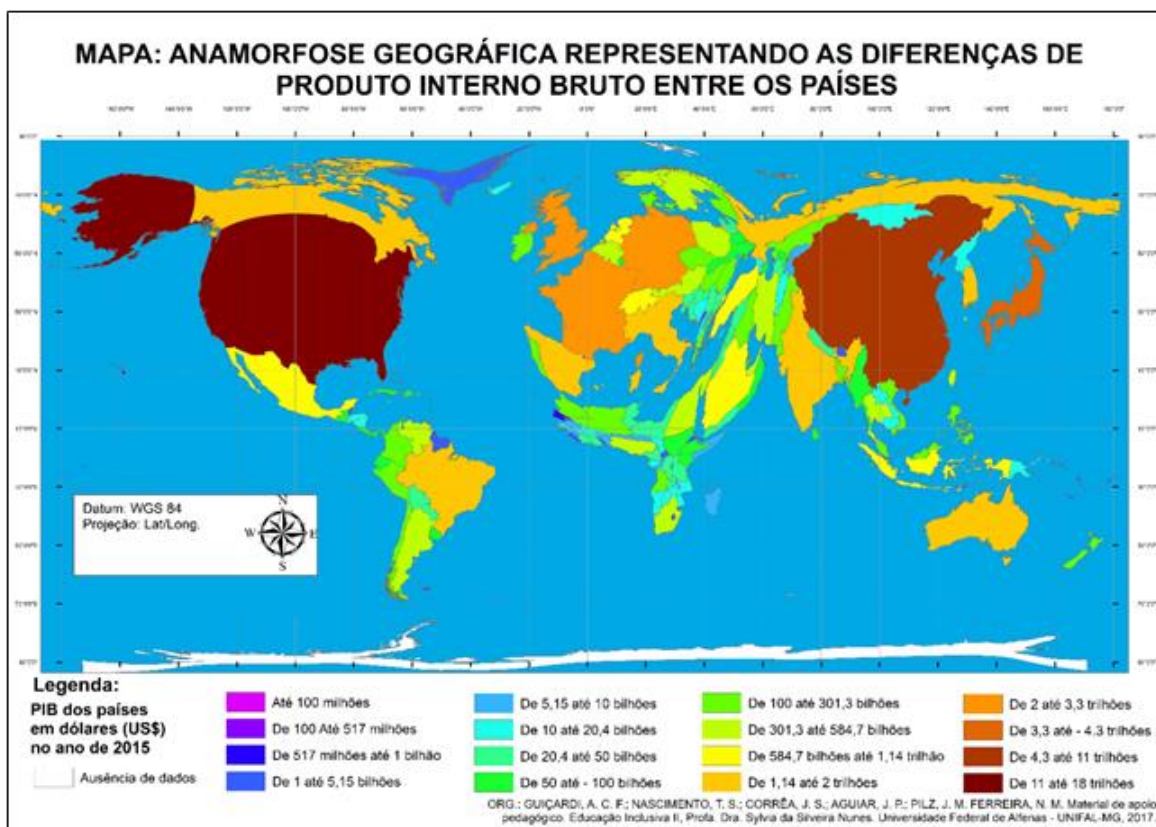 MAPA: ANAMORFOSE GEOGRÁFICA REPRESENTANDO AS DIFERENÇAS DE
PRODUTO INTERNO BRUTO ENTRE OS PAÍSES
Datum: WGS 84
Projeção: Lat/Long.
N
W
E
S
Legenda:
PIB dos países
em dólares (US$)
no ano de 2015
Ausência de dados
Até 100 milhões
De 100 Até 517 milhões
De 517 milhões até 1 bilhão
De 1 até 5,15 bilhões
De 5,15 até 10 bilhões
De 10 até 20,4 bilhões
De 20,4 até 50 bilhões
De 50 até - 100 bilhões
De 100 até 301,3 bilhões
De 301,3 até 584,7 bilhões
De 584,7 bilhões até 1,14 trilhão
De 1,14 até 2 trilhões
De 2 até 3,3 trilhões
De 3,3 até - 4.3 trilhões
De 4,3 até 11 trilhões
De 11 até 18 trilhões
ORG.: GUIÇARDI, A. C. F.; NASCIMENTO, T. S.; CORRÊA, J. S.; AGUIAR, J. P.; PILZ, J. M. FERREIRA, N. M. Material de apoio
pedagógico. Educação Inclusiva II, Profa. Dra. Sylvia da Silveira Nunes. Universidade Federal de Alfenas - UNIFAL-MG, 2017.